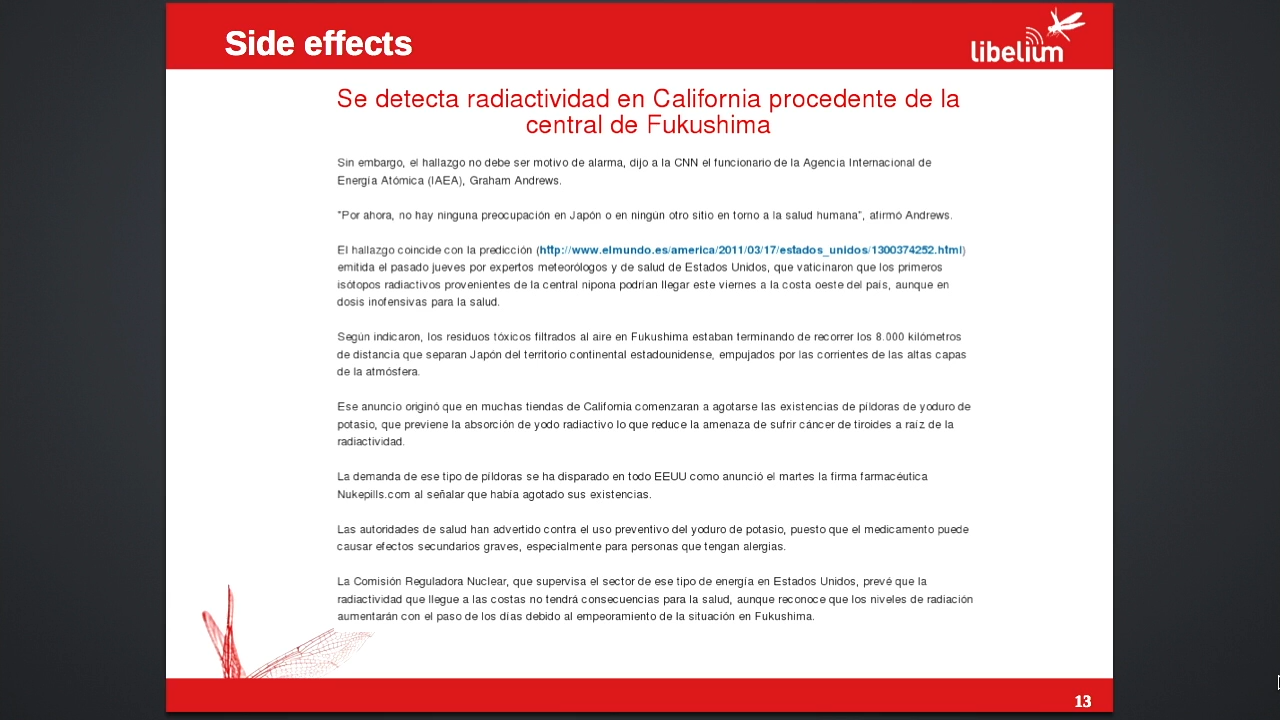 Side effects
libelium
Se detecta radiactividad en California procedente de la
central de Fukushima
Sin embargo, el hallazgo no debe ser motivo de alarma, dijo a la CNN el funcionario de la Agencia Internacional de
Energía Atómica (IAEA), Graham Andrews.
"Por ahora, no hay ninguna preocupación en Japón o en ningún otro sitio en torno a la salud humana", afirmó Andrews.
El hallazgo coincide con la predicción (http://www.elmundo.es/america/2011/03/17/estados_unidos/1300374252.html)
emitida el pasado jueves por expertos meteorólogos y de salud de Estados Unidos, que vaticinaron que los primeros
isótopos radiactivos provenientes de la central nipona podrían llegar este viernes a la costa oeste del país, aunque en
dosis inofensivas para la salud.
Según indicaron, los residuos tóxicos filtrados al aire en Fukushima estaban terminando de recorrer los 8.000 kilómetros
de distancia que separan Japón del territorio continental estadounidense, empujados por las corrientes de las altas capas
de la atmósfera.
Ese anuncio originó que en muchas tiendas de California comenzaran a agotarse las existencias de píldoras de yoduro de
potasio, que previene la absorción de yodo radiactivo lo que reduce la amenaza de sufrir cáncer de tiroides a raíz de la
radiactividad.
La demanda de ese tipo de píldoras se ha disparado en todo EEUU como anunció el martes la firma farmacéutica
Nukepills.com al señalar que había agotado sus existencias.
Las autoridades de salud han advertido contra el uso preventivo del yoduro de potasio, puesto que el medicamento puede
causar efectos secundarios graves, especialmente para personas que tengan alergias.
La Comisión Reguladora Nuclear, que supervisa el sector de ese tipo de energía en Estados Unidos, prevé que la
radiactividad que llegue a las costas no tendrá consecuencias para la salud, aunque reconoce que los niveles de radiación
aumentarán con el paso de los días debido al empeoramiento de la situación en Fukushima.
13